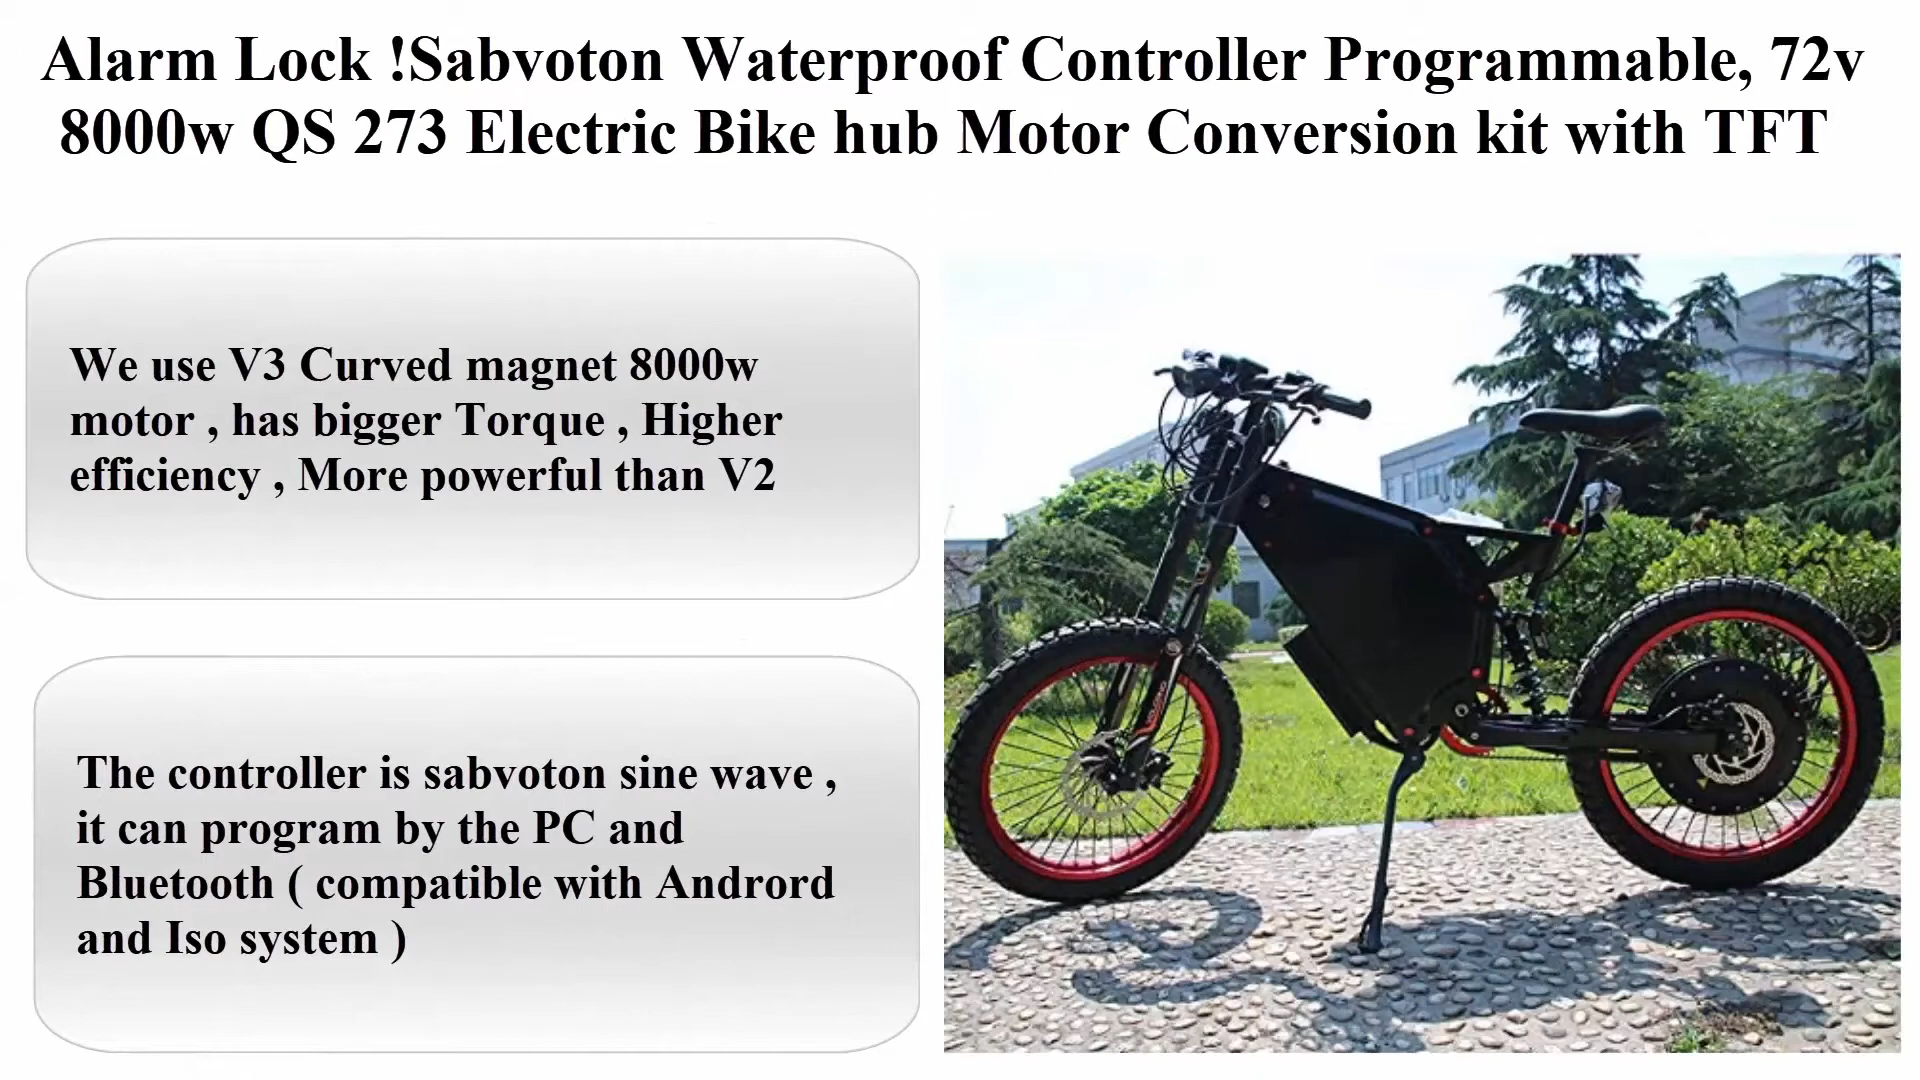 Alarm Lock !Sabvoton Waterproof Controller Programmable, 72v
8000w QS 273 Electric Bike hub Motor Conversion kit with TFT
We use V3 Curved magnet 8000w
motor , has bigger Torque , Higher
efficiency , More powerful than V2
The controller is sabvoton sine wave ,
it can program by the PC and
Bluetooth ( compatible with Andrord
and Iso system )